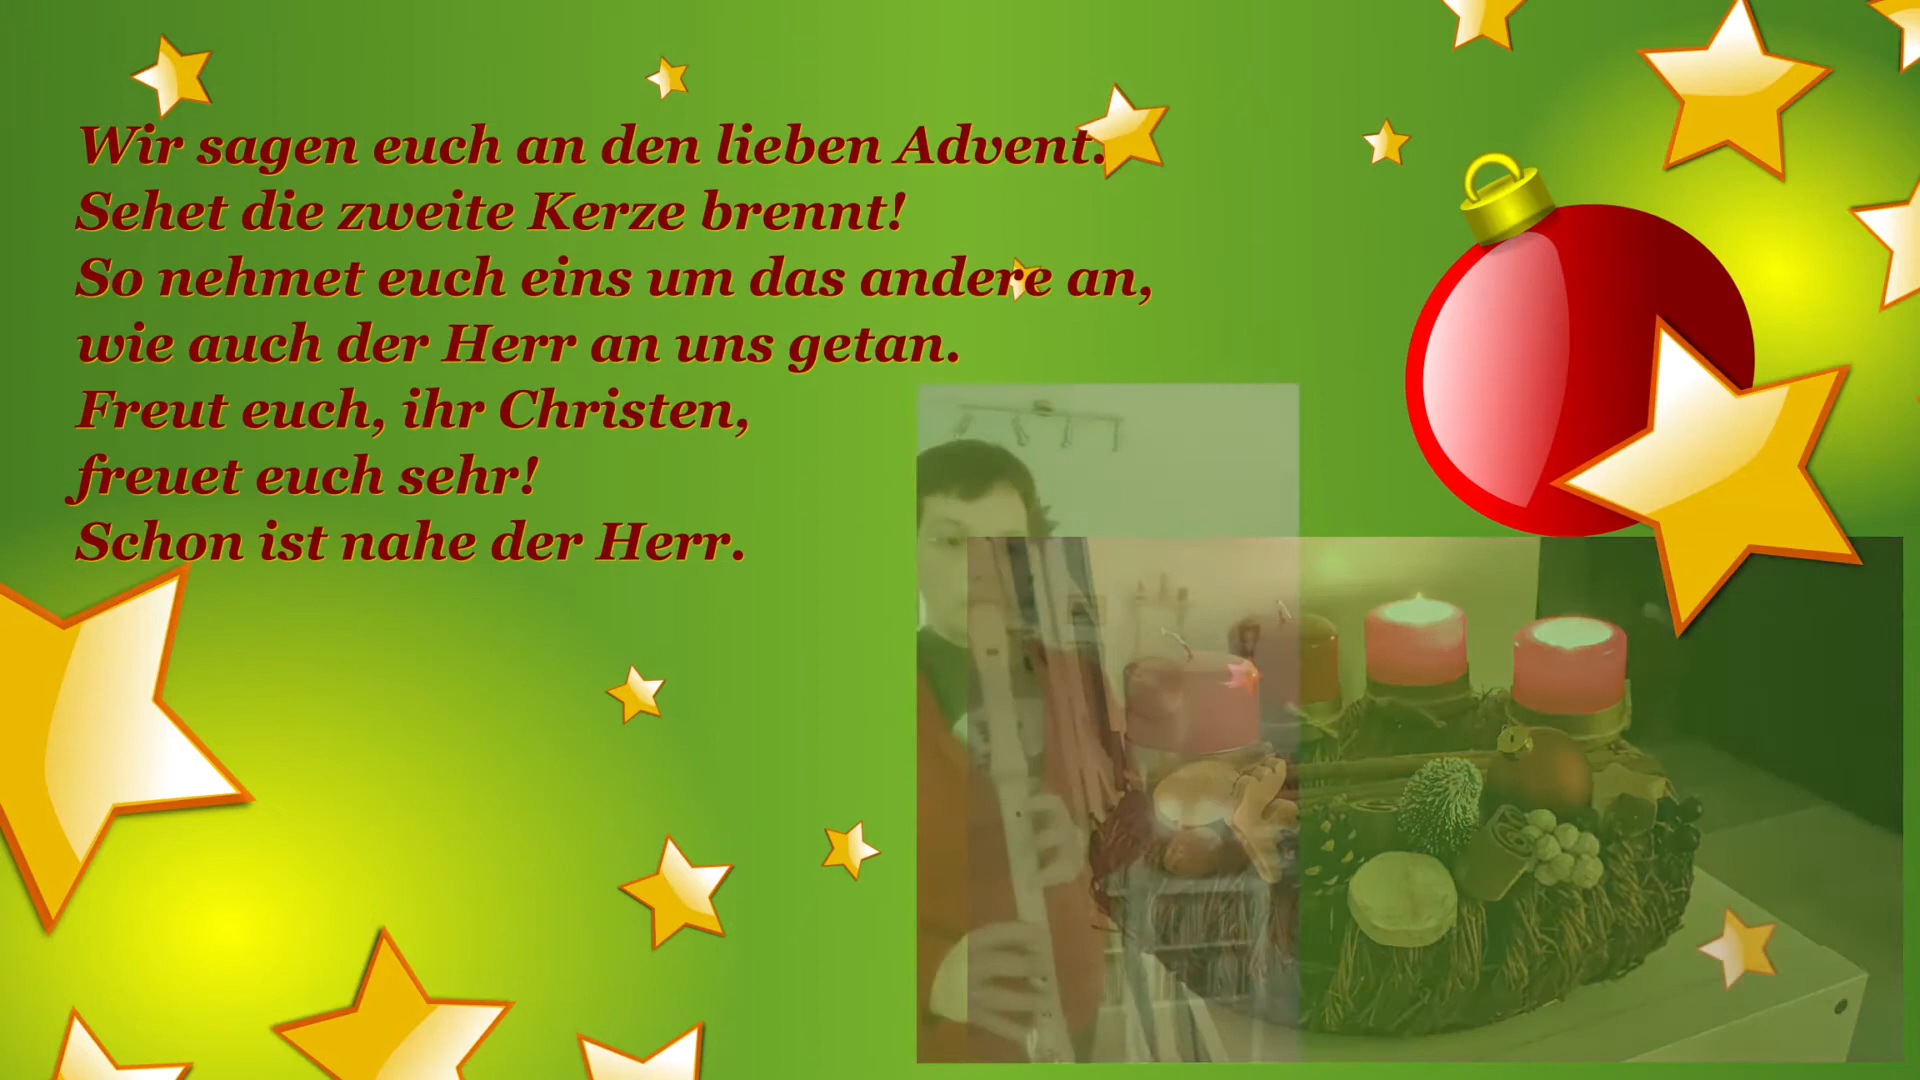 Wir sagen euch an den lieben Advent.
Sehet die zweite Kerze brennt!
So nehmet euch eins um das andere an,
wie auch der Herr an uns getan.
Freut euch, ihr Christen,
freuet euch sehr!
Schon ist nahe der Herr.